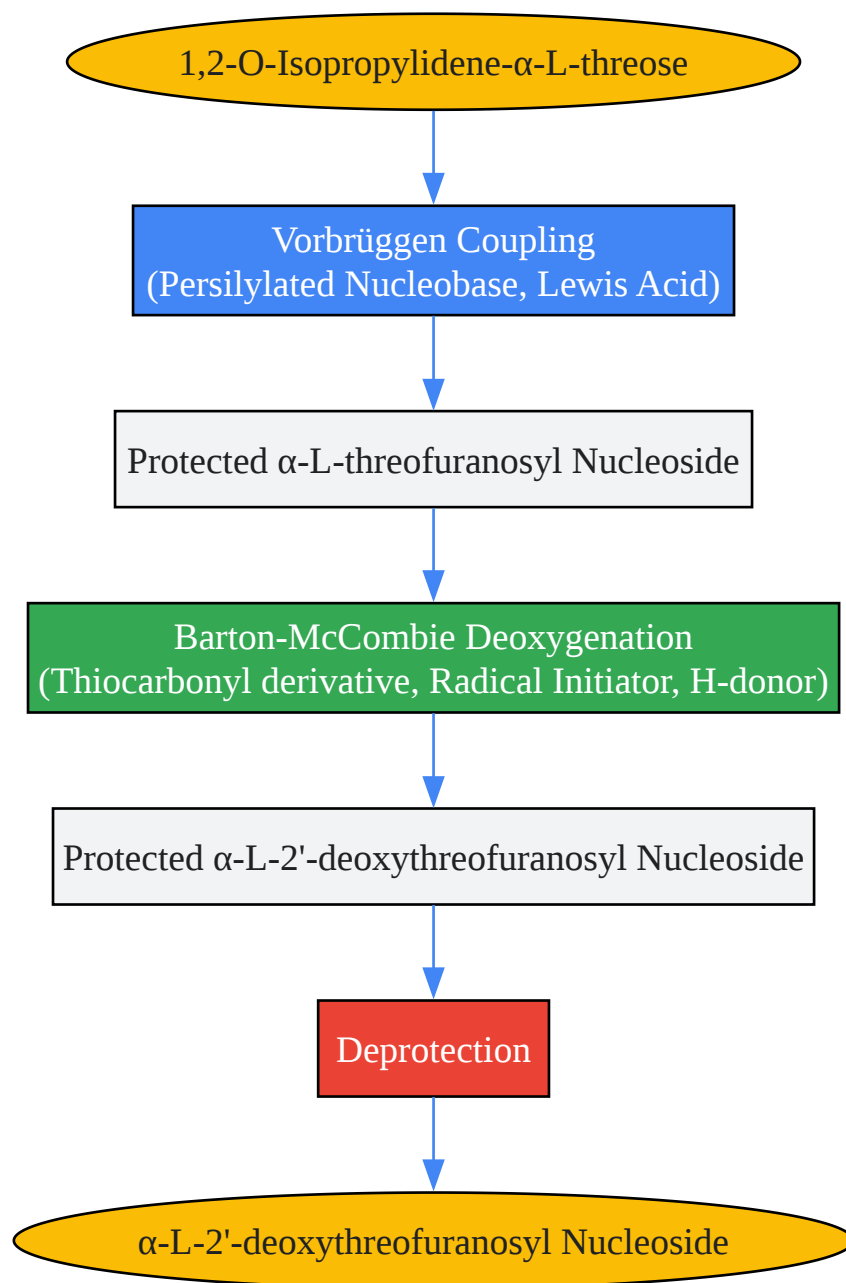 1,2-O-Isopropylidene-α-L-threose
Vorbrüggen Coupling
(Persilylated Nucleobase, Lewis Acid)
Protected α-L-threofuranosyl Nucleoside
Barton-McCombie Deoxygenation
(Thiocarbonyl derivative, Radical Initiator, H-donor)
Protected α-L-2'-deoxythreofuranosyl Nucleoside
Deprotection
α-L-2'-deoxythreofuranosyl Nucleoside